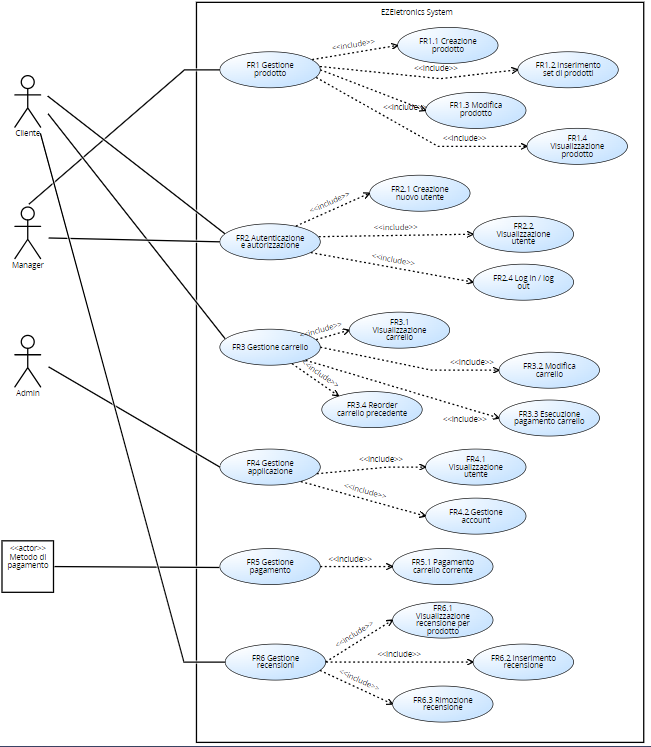 EZEletronics System
<<include>>
FR1.1 Creazione
prodotto
FR1 Gestione
prodotto
<<include>>
FR1.2 Inserimento
set di prodotti
<<include>>
FR1.3 Modifica
prodotto
<<include>>
FR1.4
Visualizzazione
prodotto
Cliente
<<include>>
FR2.1 Creazione
nuovo utente
FR2 Autenticazione
e autorizzazione
<<include>>
FR2.2
Visualizzazione
utente
<<include>>
FR2.4 Log in / log
out
Manager
<<include>>
FR3.1
Visualizzazione
carrello
FR3 Gestione carrello
<<include>>
FR3.2 Modifica
carrello
<<include>>
FR3.4 Reorder
carrello precedente
<<include>>
FR3.3 Esecuzione
pagamento carrello
Admin
FR4 Gestione
applicazione
<<include>>
FR4.1
Visualizzazione
utente
<<include>>
FR4.2 Gestione
account
<<actor>>
Metodo di
pagamento
FR5 Gestione
pagamento
<<include>>
FR5.1 Pagamento
carrello corrente
<<include>>
FR6.1
Visualizzazione
recensione per
prodotto
FR6 Gestione
recensioni
<<include>>
FR6.2 Inserimento
recensione
<<include>>
FR6.3 Rimozione
recensione